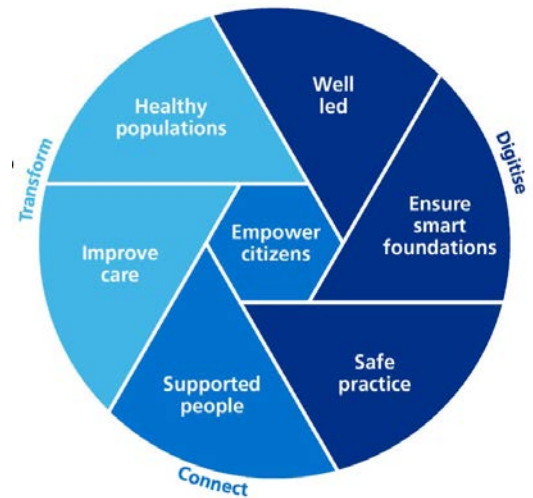 Well
led
Digitise
Ensure
smart
foundations
Safe
practice
Connect
Supported
people
Improve
care
Transform
Healthy
populations
Empower
citizens